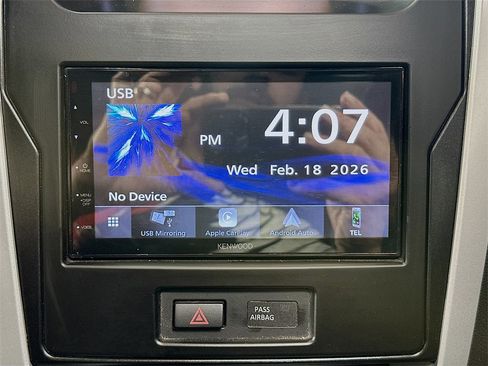 USB
VOL
PM 4:07
Wed Feb. 18 2026
HOME
No Device
MENU
USB Mirroring Apple CarPlay Android Auto TEL
KENWOOD
PASS
AIRBAG